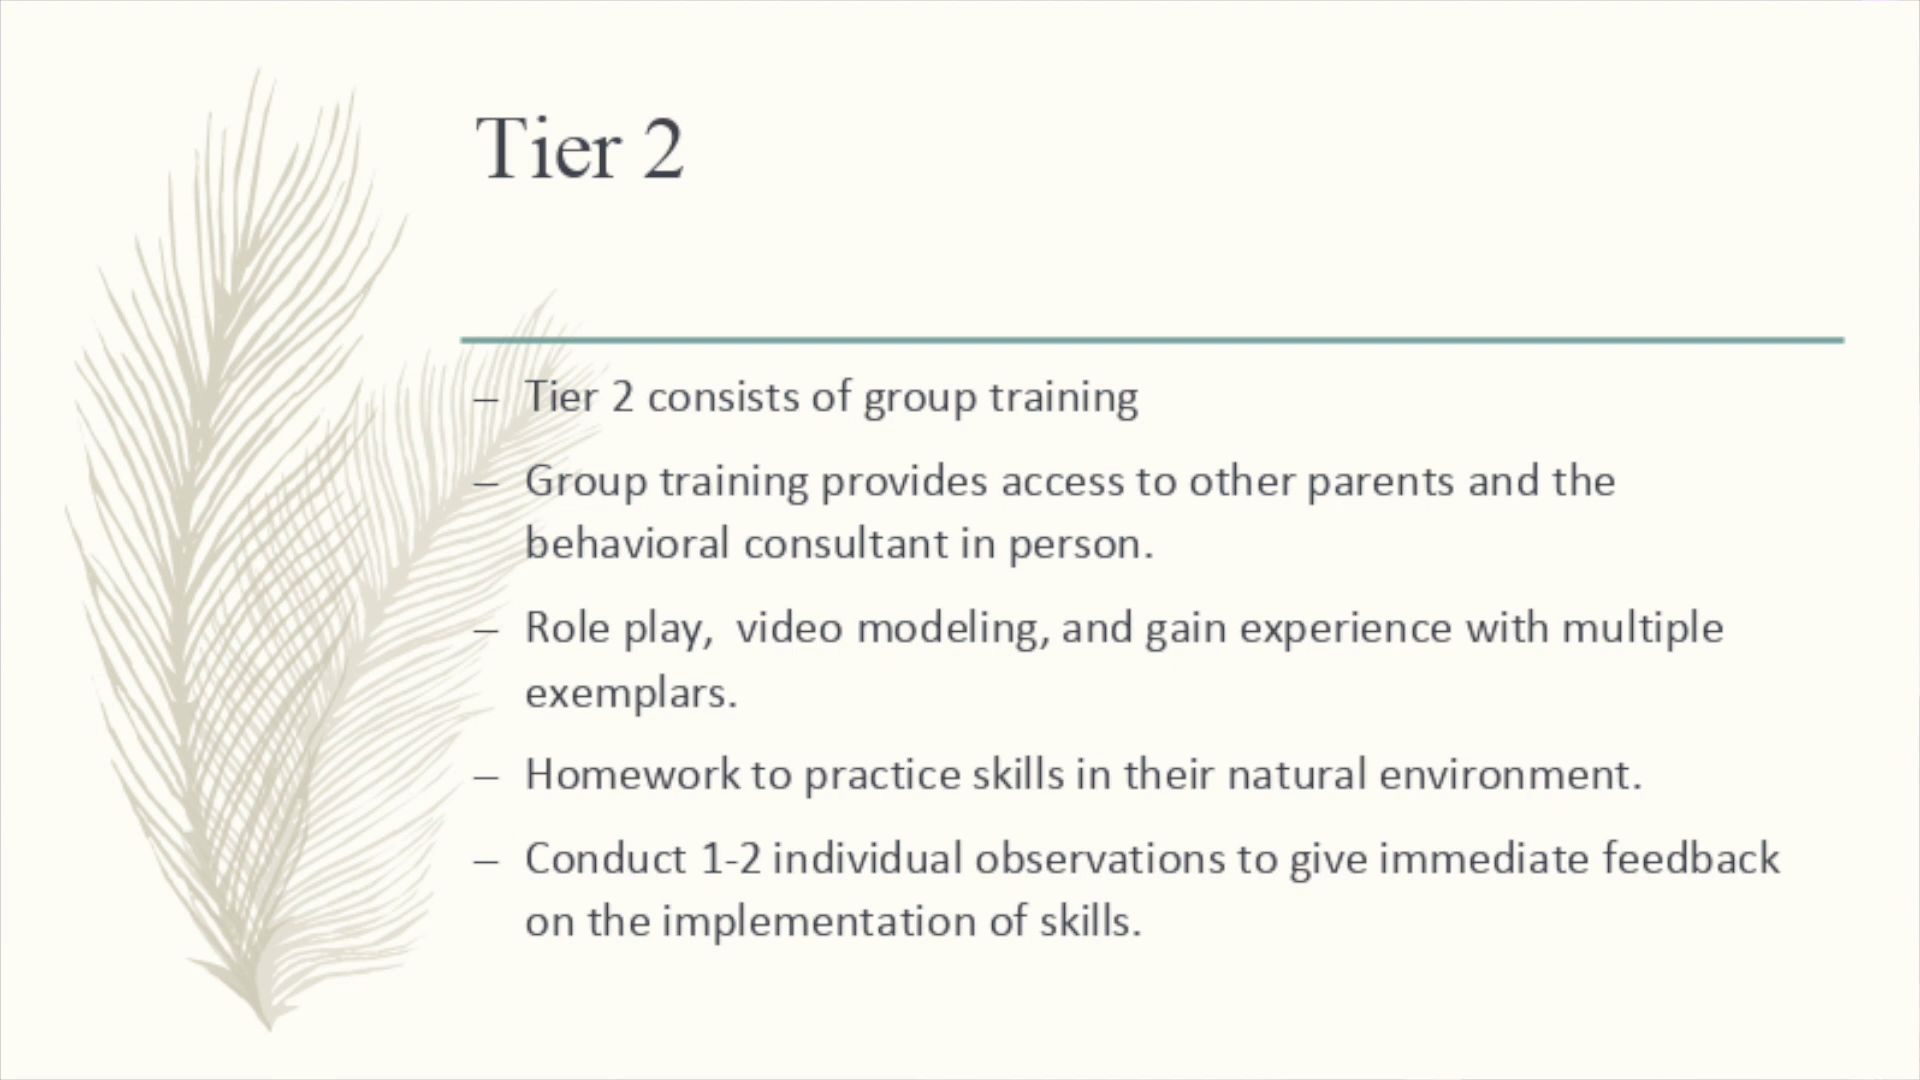 Tier 2
– Tier 2 consists of group training
– Group training provides access to other parents and the
behavioral consultant in person.
– Role play,  video modeling, and gain experience with multiple
exemplars.
– Homework to practice skills in their natural environment.
– Conduct 1-2 individual observations to give immediate feedback
on the implementation of skills.